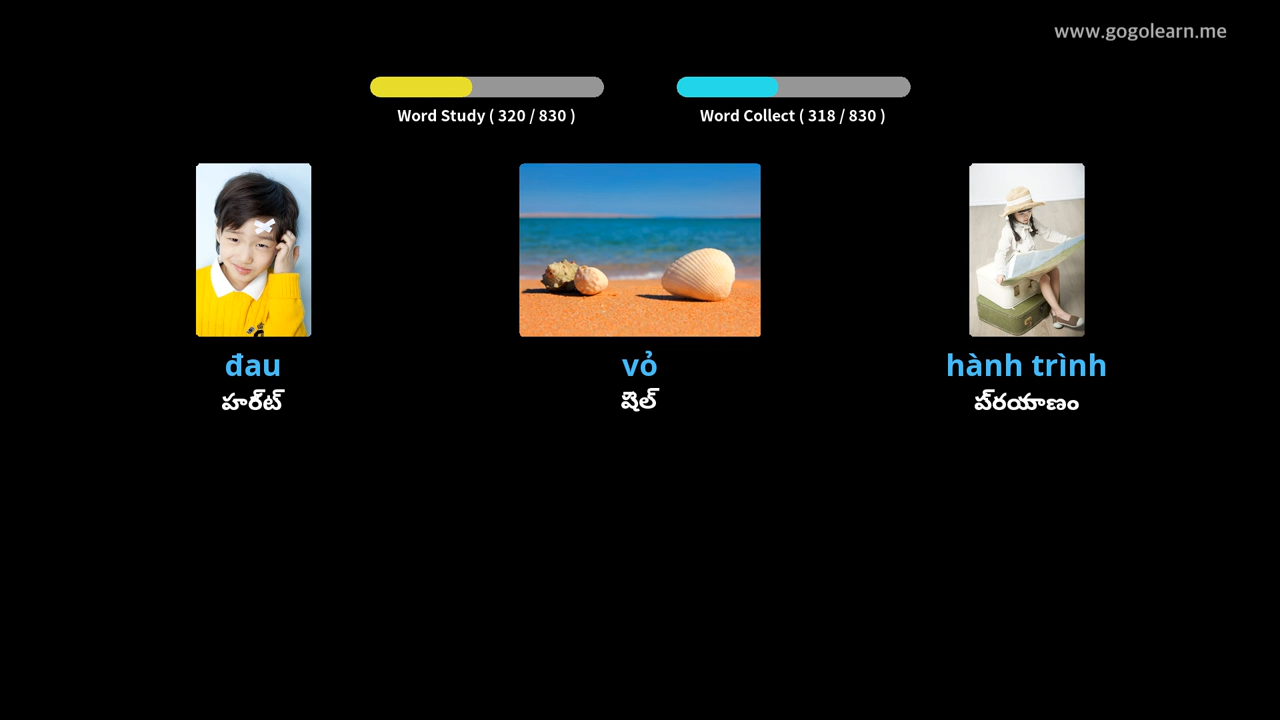 www.gogolearn.me
Word Study ( 320 / 830 )
Word Collect ( 318 / 830 )
đau
vỏ
hành trình
హర్ట్
షెల్
ప్రయాణం